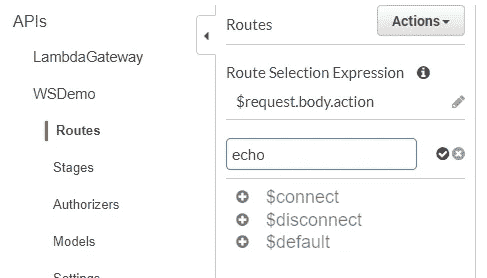 APIs
LambdaGateway
WSDemo
Routes
Stages
Authorizers
Models
Settings
Routes
Actions
Route Selection Expression
$request.body.action
echo
$connect
$disconnect
$default